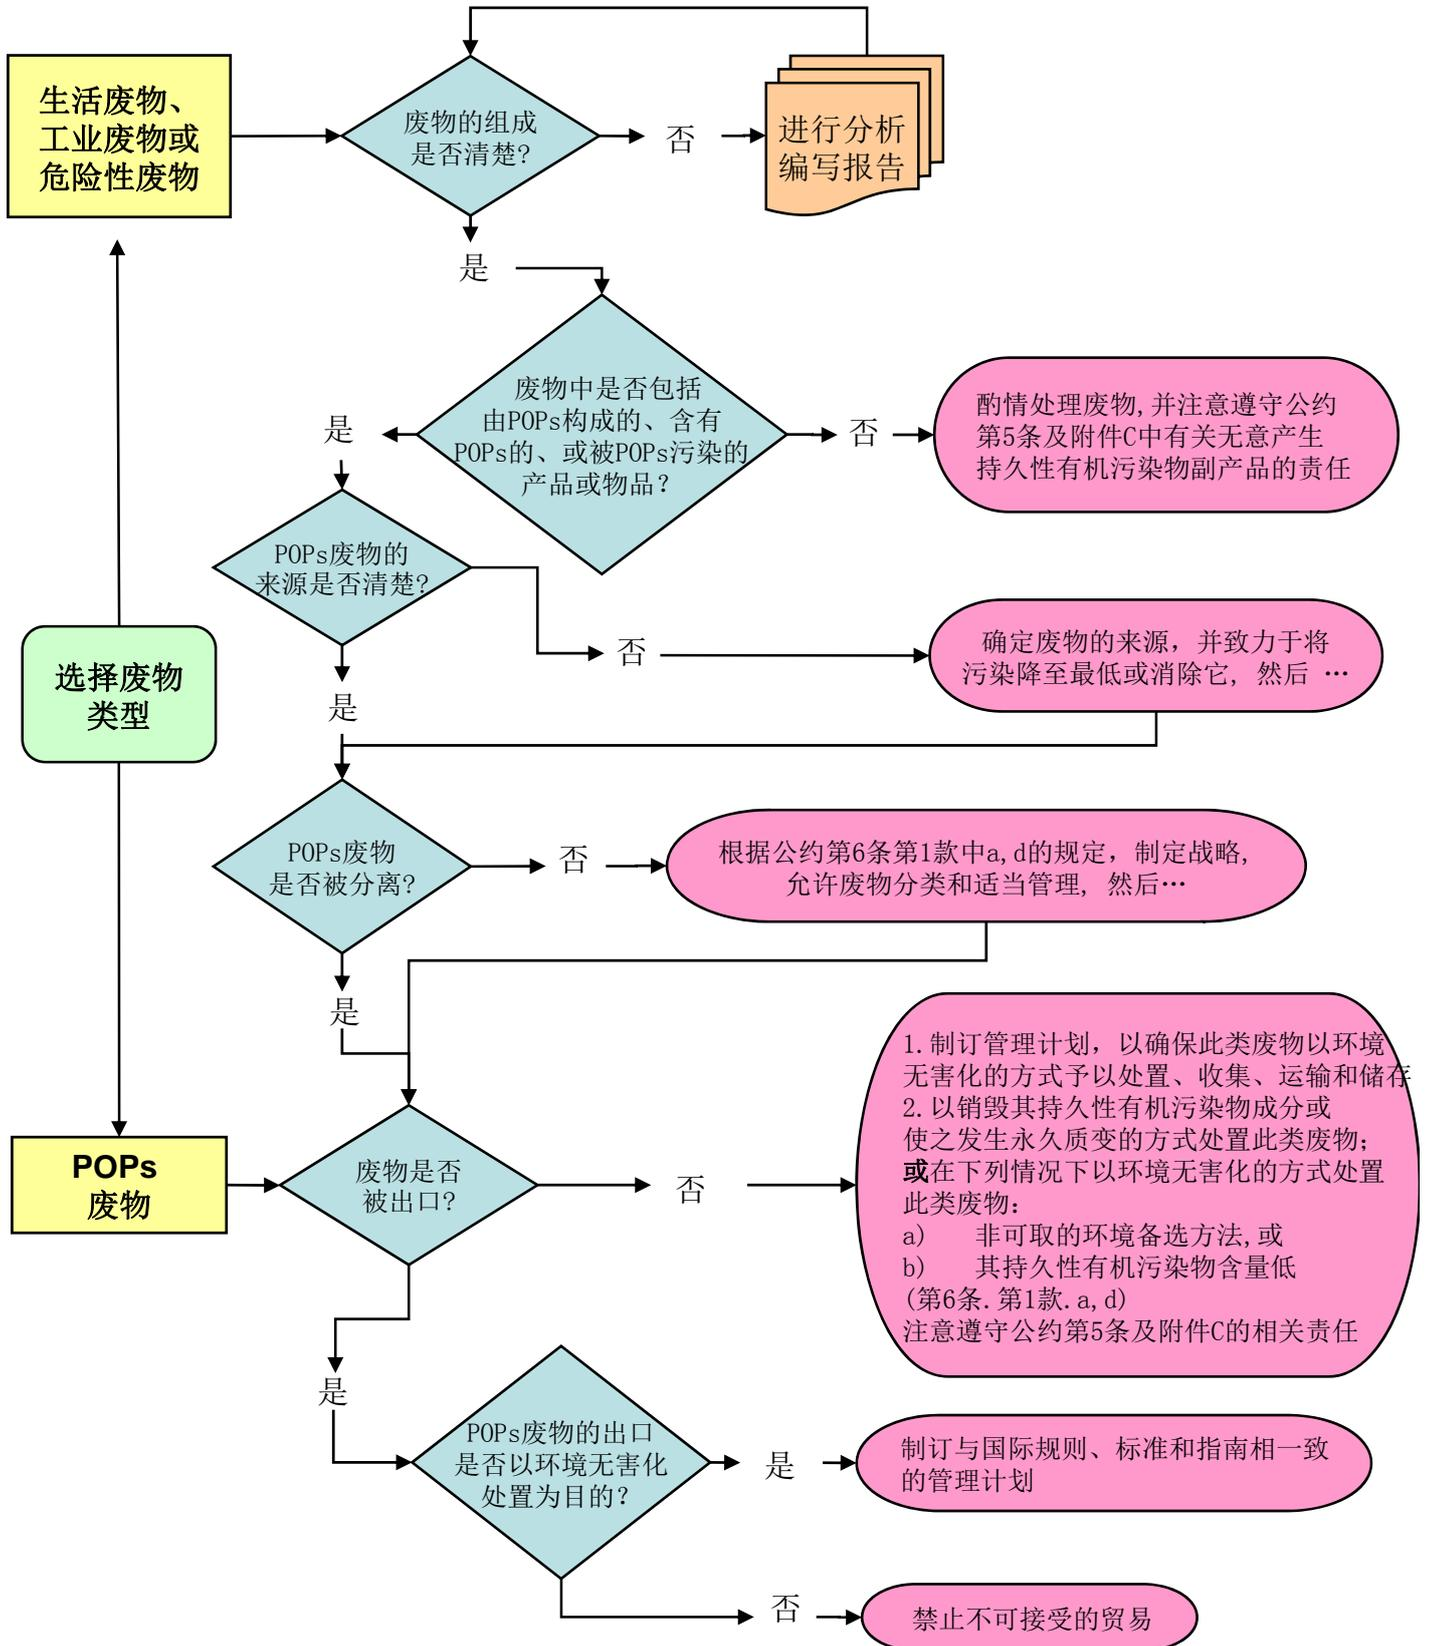 生活废物、
工业废物或
危险性废物
废物的组成
是否清楚?
否
进行分析
编写报告
是
废物中是否包括
由POPs构成的、含有
POPs的、或被POPs污染的
产品或物品？
是
否
酌情处理废物,并注意遵守公约
第5条及附件C中有关无意产生
持久性有机污染物副产品的责任
POPs废物的
来源是否清楚?
否
确定废物的来源，并致力于将
污染降至最低或消除它，然后 …
选择废物
类型
是
POPs废物
是否被分离?
否
根据公约第6条第1款中a,d的规定，制定战略,
允许废物分类和适当管理，然后…
是
1.制订管理计划，以确保此类废物以环境
无害化的方式予以处置、收集、运输和储存
2.以销毁其持久性有机污染物成分或
使之发生永久质变的方式处置此类废物；
或在下列情况下以环境无害化的方式处置
此类废物：
a) 非可取的环境备选方法,或
b) 其持久性有机污染物含量低
(第6条.第1款.a,d)
注意遵守公约第5条及附件C的相关责任
POPs
废物
废物是否
被出口?
否
是
POPs废物的出口
是否以环境无害化
处置为目的？
是
制订与国际规则、标准和指南相一致
的管理计划
否
禁止不可接受的贸易